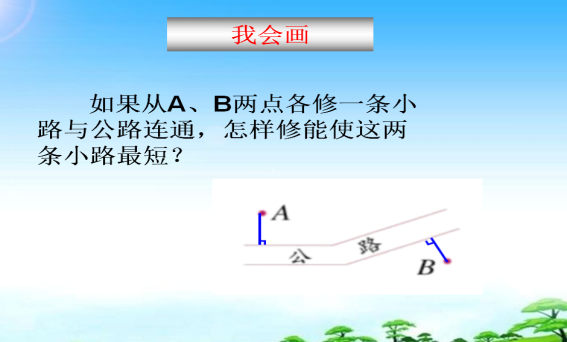 我会画
如果从A、B两点各修一条小
路与公路连通，怎样修能使这两
条小路最短？
A
公 路
B